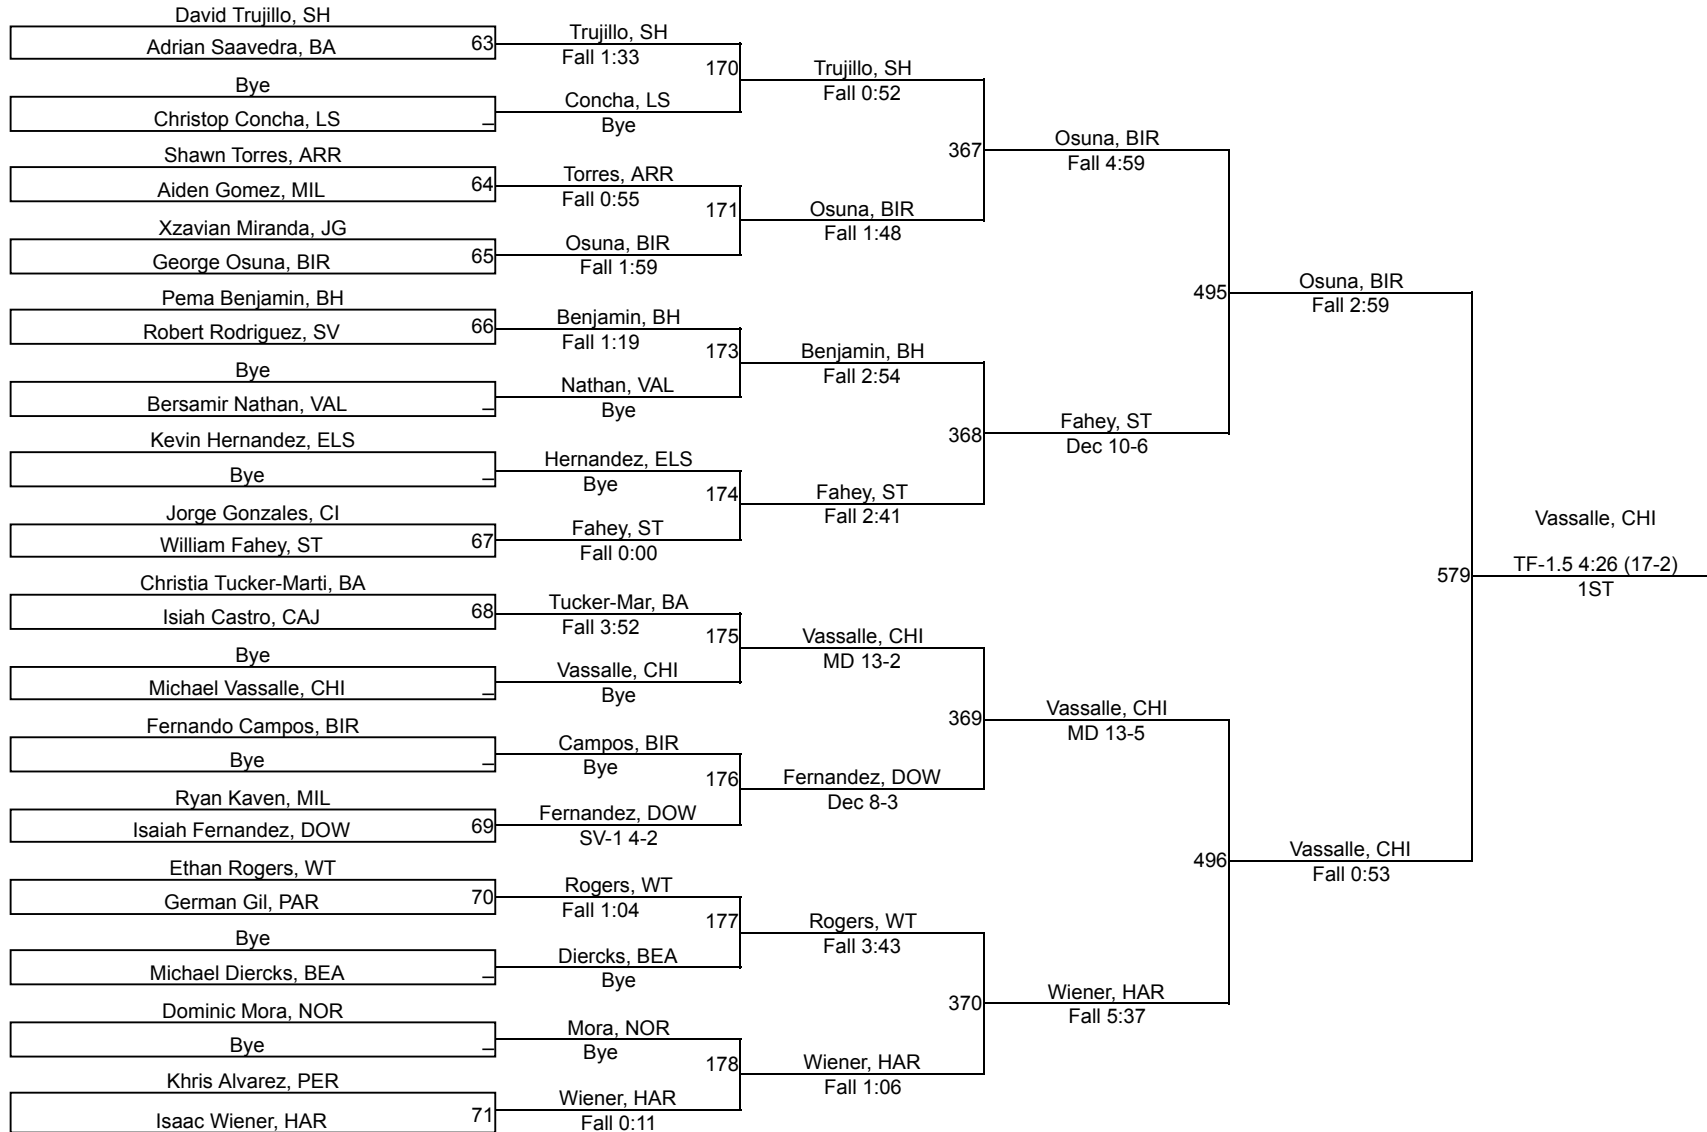 David Trujillo, SH
Adrian Saavedra, BA 63
Bye
Christop Concha, LS _
Shawn Torres, ARR
Aiden Gomez, MIL 64
Xzavian Miranda, JG
George Osuna, BIR 65
Pema Benjamin, BH
Robert Rodriguez, SV 66
Bye
Bersamir Nathan, VAL _
Kevin Hernandez, ELS
Bye _
Jorge Gonzales, CI
William Fahey, ST 67
Christia Tucker-Marti, BA
Isiah Castro, CAJ 68
Bye
Michael Vassalle, CHI _
Fernando Campos, BIR
Bye _
Ryan Kaven, MIL
Isaiah Fernandez, DOW 69
Ethan Rogers, WT
German Gil, PAR 70
Bye
Michael Diercks, BEA _
Dominic Mora, NOR
Bye _
Khris Alvarez, PER
Isaac Wiener, HAR 71
Trujillo, SH
Fall 1:33
170
Concha, LS
Bye
Torres, ARR
Fall 0:55
171
Osuna, BIR
Fall 1:59
Benjamin, BH
Fall 1:19
173
Nathan, VAL
Bye
Hernandez, ELS
Bye
174
Fahey, ST
Fall 0:00
Tucker-Mar, BA
Fall 3:52
175
Vassalle, CHI
Bye
Campos, BIR
Bye
176
Fernandez, DOW
SV-1 4-2
Rogers, WT
Fall 1:04
177
Diercks, BEA
Bye
Mora, NOR
Bye
178
Wiener, HAR
Fall 0:11
Trujillo, SH
Fall 0:52
367
Osuna, BIR
Fall 1:48
Benjamin, BH
Fall 2:54
368
Fahey, ST
Fall 2:41
Vassalle, CHI
MD 13-2
369
Fernandez, DOW
Dec 8-3
Rogers, WT
Fall 3:43
370
Wiener, HAR
Fall 1:06
Osuna, BIR
Fall 4:59
495
Fahey, ST
Dec 10-6
Vassalle, CHI
MD 13-5
496
Wiener, HAR
Fall 5:37
Osuna, BIR
Fall 2:59
579
Vassalle, CHI
Fall 0:53
Vassalle, CHI
TF-1.5 4:26 (17-2)
1ST